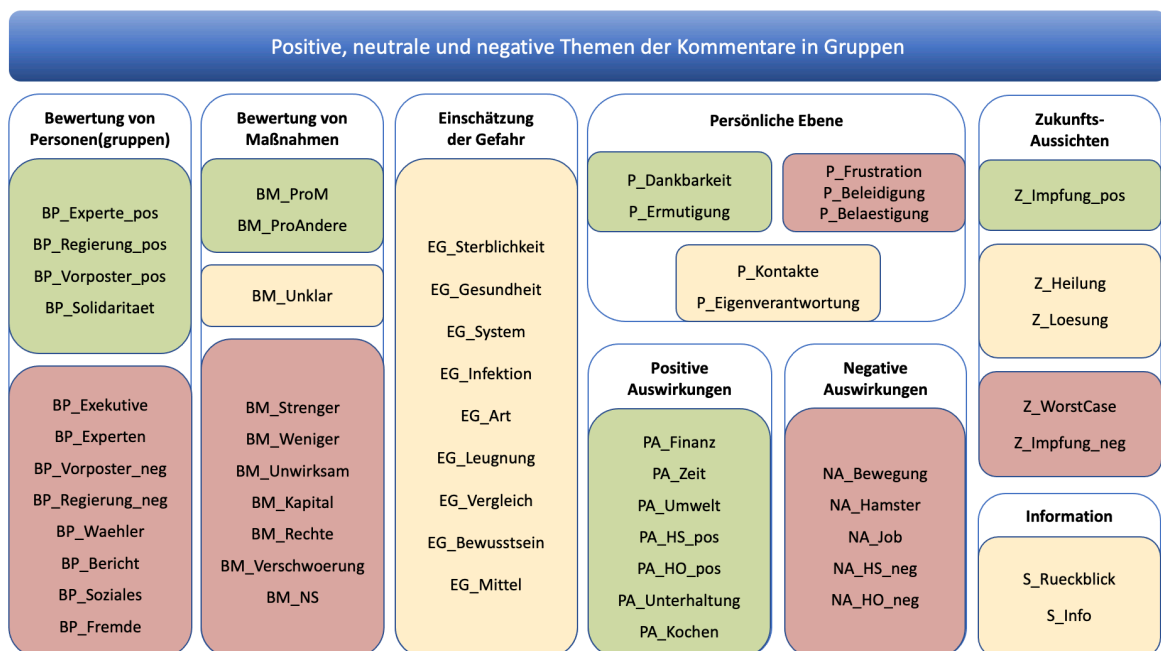 Positive, neutrale und negative Themen der Kommentare in Gruppen
Bewertung von
Personen(gruppen)
BP_Experte_pos
BP_Regierung_pos
BP_Vorposter_pos
BP_Solidaritaet
BP_Exekutive
BP_Experten
BP_Vorposter_neg
BP_Regierung_neg
BP_Waehler
BP_Bericht
BP_Soziales
BP_Fremde
Bewertung von
Maßnahmen
BM_ProM
BM_ProAndere
BM_Unklar
BM_Strenger
BM_Weniger
BM_Unwirksam
BM_Kapital
BM_Rechte
BM_Verschwoerung
BM_NS
Einschätzung
der Gefahr
EG_Sterblichkeit
EG_Gesundheit
EG_System
EG_Infektion
EG_Art
EG_Leugnung
EG_Vergleich
EG_Bewusstsein
EG_Mittel
Persönliche Ebene
P_Dankbarkeit
P_Ermutigung
P_Frustration
P_Beleidigung
P_Belaestigung
P_Kontakte
P_Eigenverantwortung
Positive
Auswirkungen
PA_Finanz
PA_Zeit
PA_Umwelt
PA_HS_pos
PA_HO_pos
PA_Unterhaltung
PA_Kochen
Negative
Auswirkungen
NA_Bewegung
NA_Hamster
NA_Job
NA_HS_neg
NA_HO_neg
Zukunfts-
Aussichten
Z_Impfung_pos
Z_Heilung
Z_Loesung
Z_WorstCase
Z_Impfung_neg
Information
S_Rueckblick
S_Info